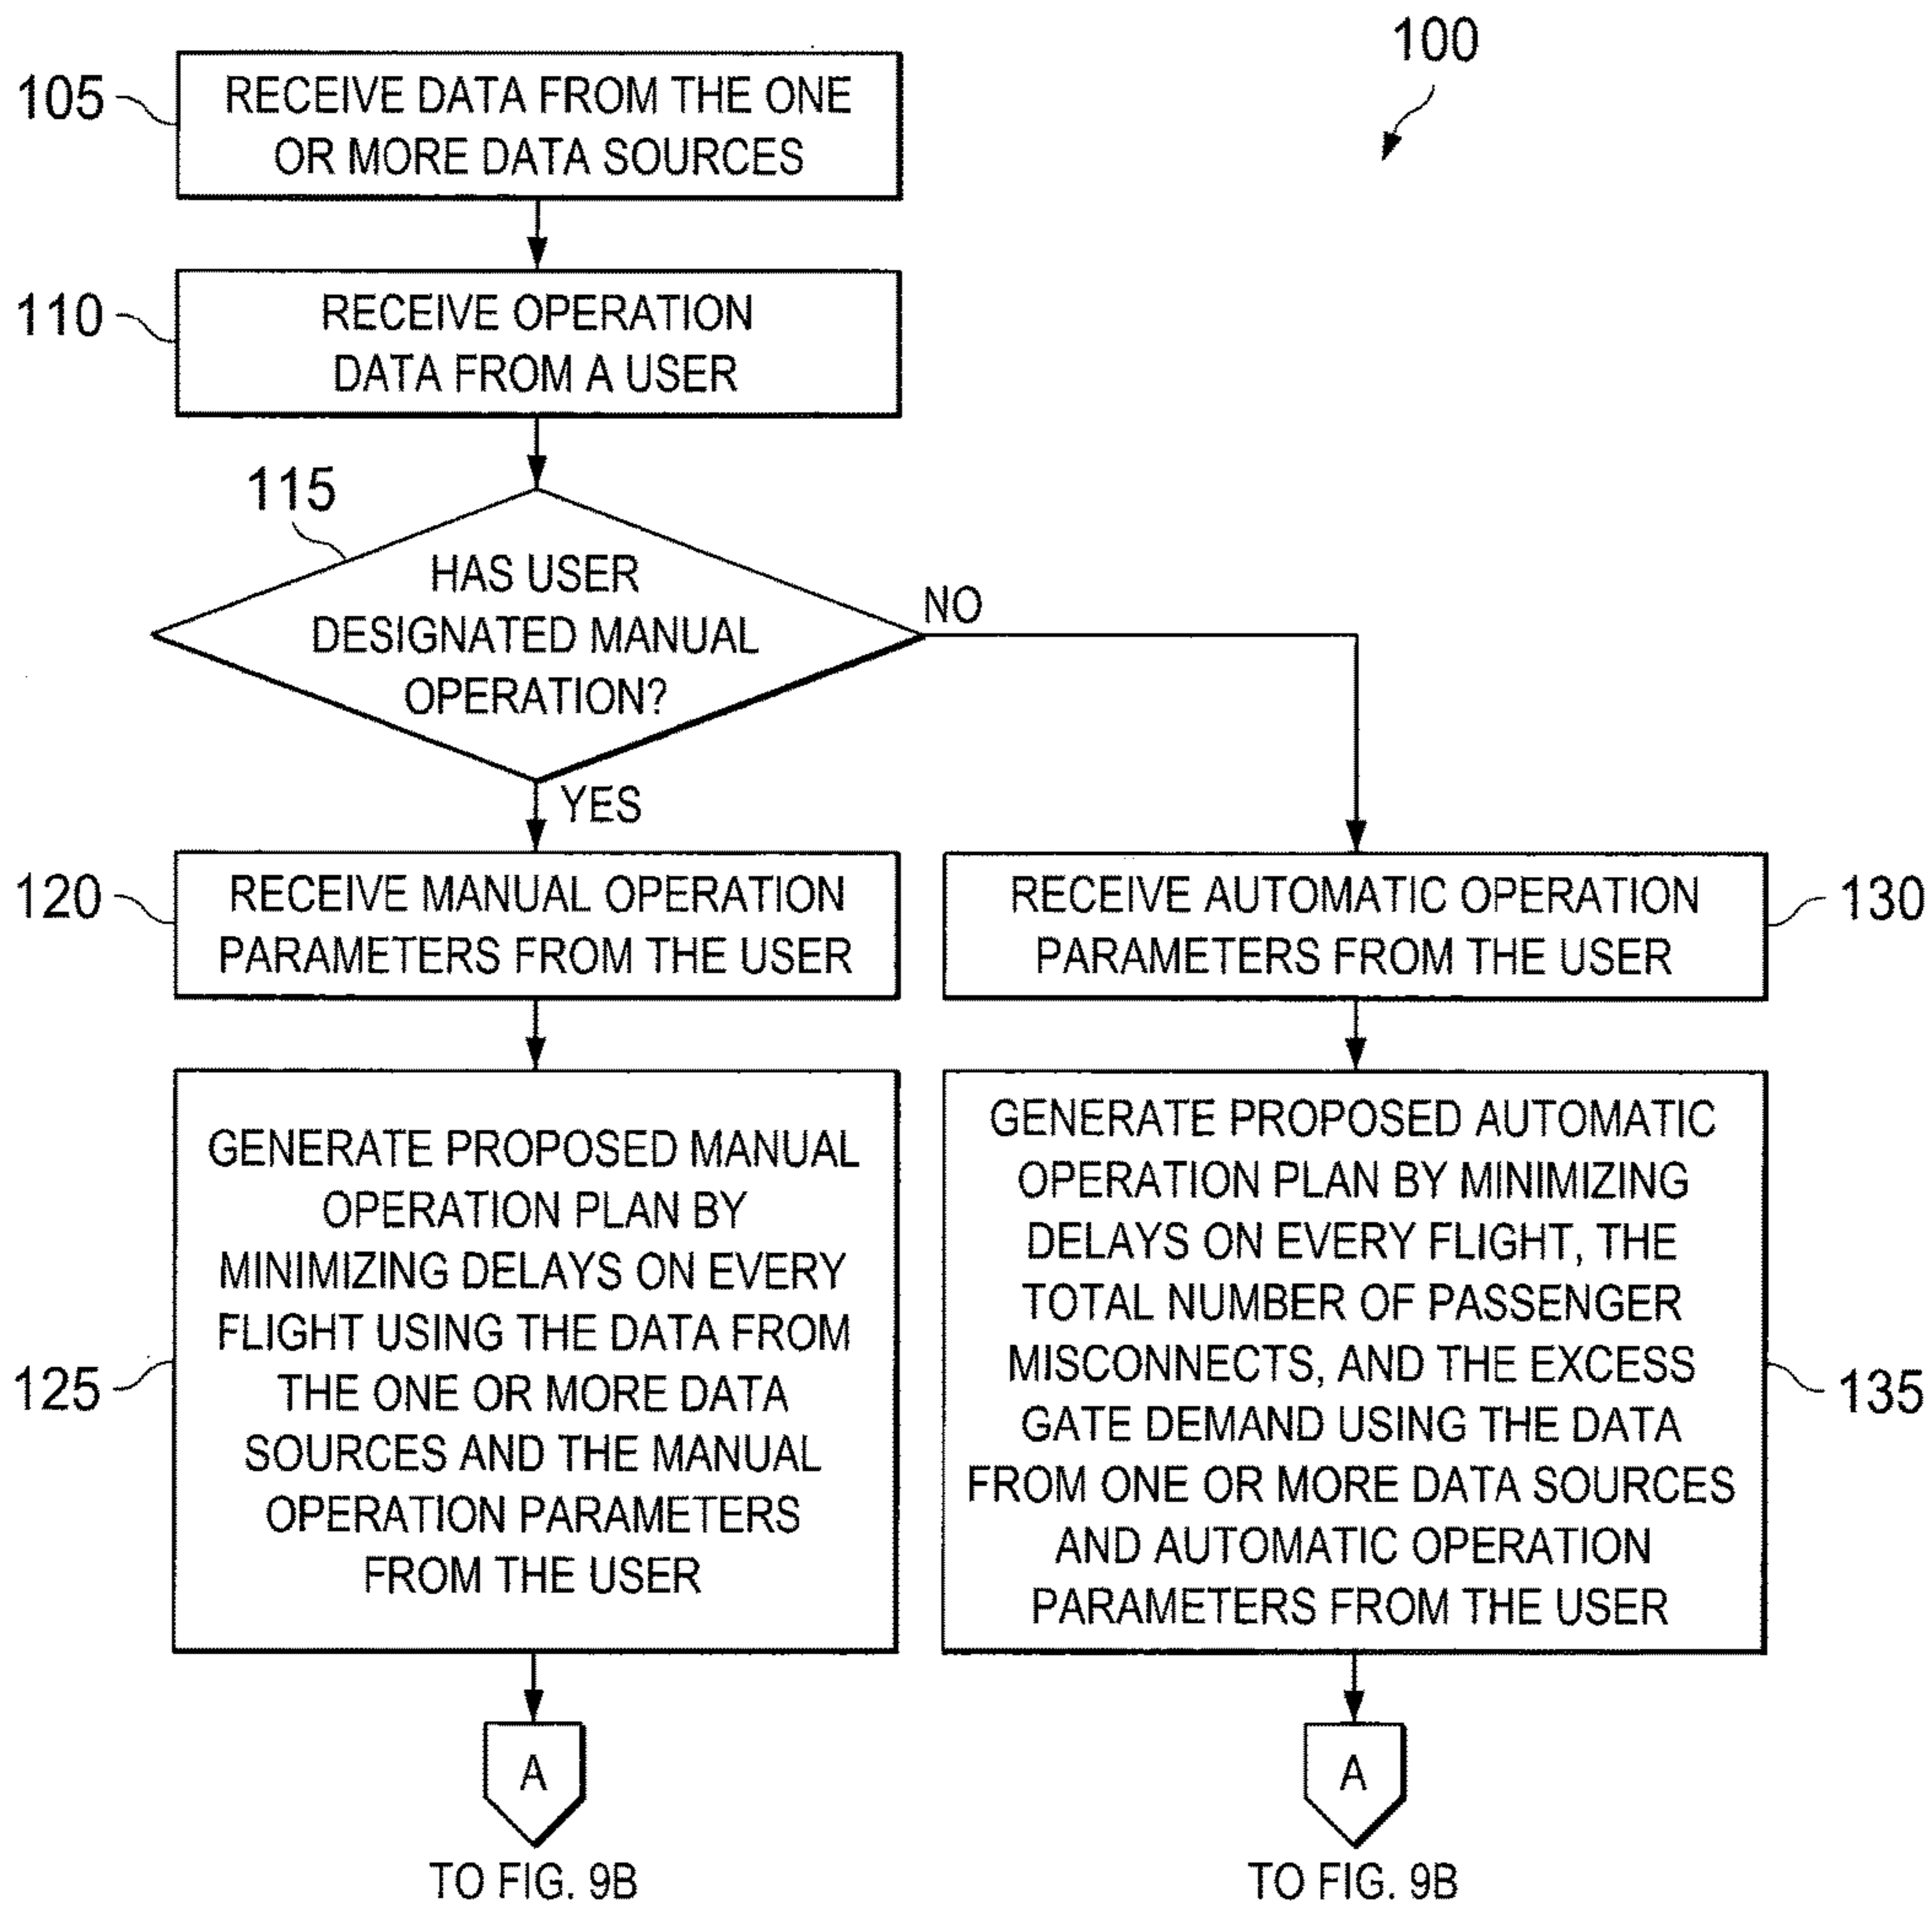 100
105
RECEIVE DATA FROM THE ONE
OR MORE DATA SOURCES
110
RECEIVE OPERATION
DATA FROM A USER
115
HAS USER
DESIGNATED MANUAL
OPERATION?
NO
YES
120
RECEIVE MANUAL OPERATION
PARAMETERS FROM THE USER
RECEIVE AUTOMATIC OPERATION
PARAMETERS FROM THE USER
130
125
GENERATE PROPOSED MANUAL
OPERATION PLAN BY
MINIMIZING DELAYS ON EVERY
FLIGHT USING THE DATA FROM
THE ONE OR MORE DATA
SOURCES AND THE MANUAL
OPERATION PARAMETERS
FROM THE USER
GENERATE PROPOSED AUTOMATIC
OPERATION PLAN BY MINIMIZING
DELAYS ON EVERY FLIGHT, THE
TOTAL NUMBER OF PASSENGER
MISCONNECTS, AND THE EXCESS
GATE DEMAND USING THE DATA
FROM ONE OR MORE DATA SOURCES
AND AUTOMATIC OPERATION
PARAMETERS FROM THE USER
135
A
TO FIG. 9B
A
TO FIG. 9B